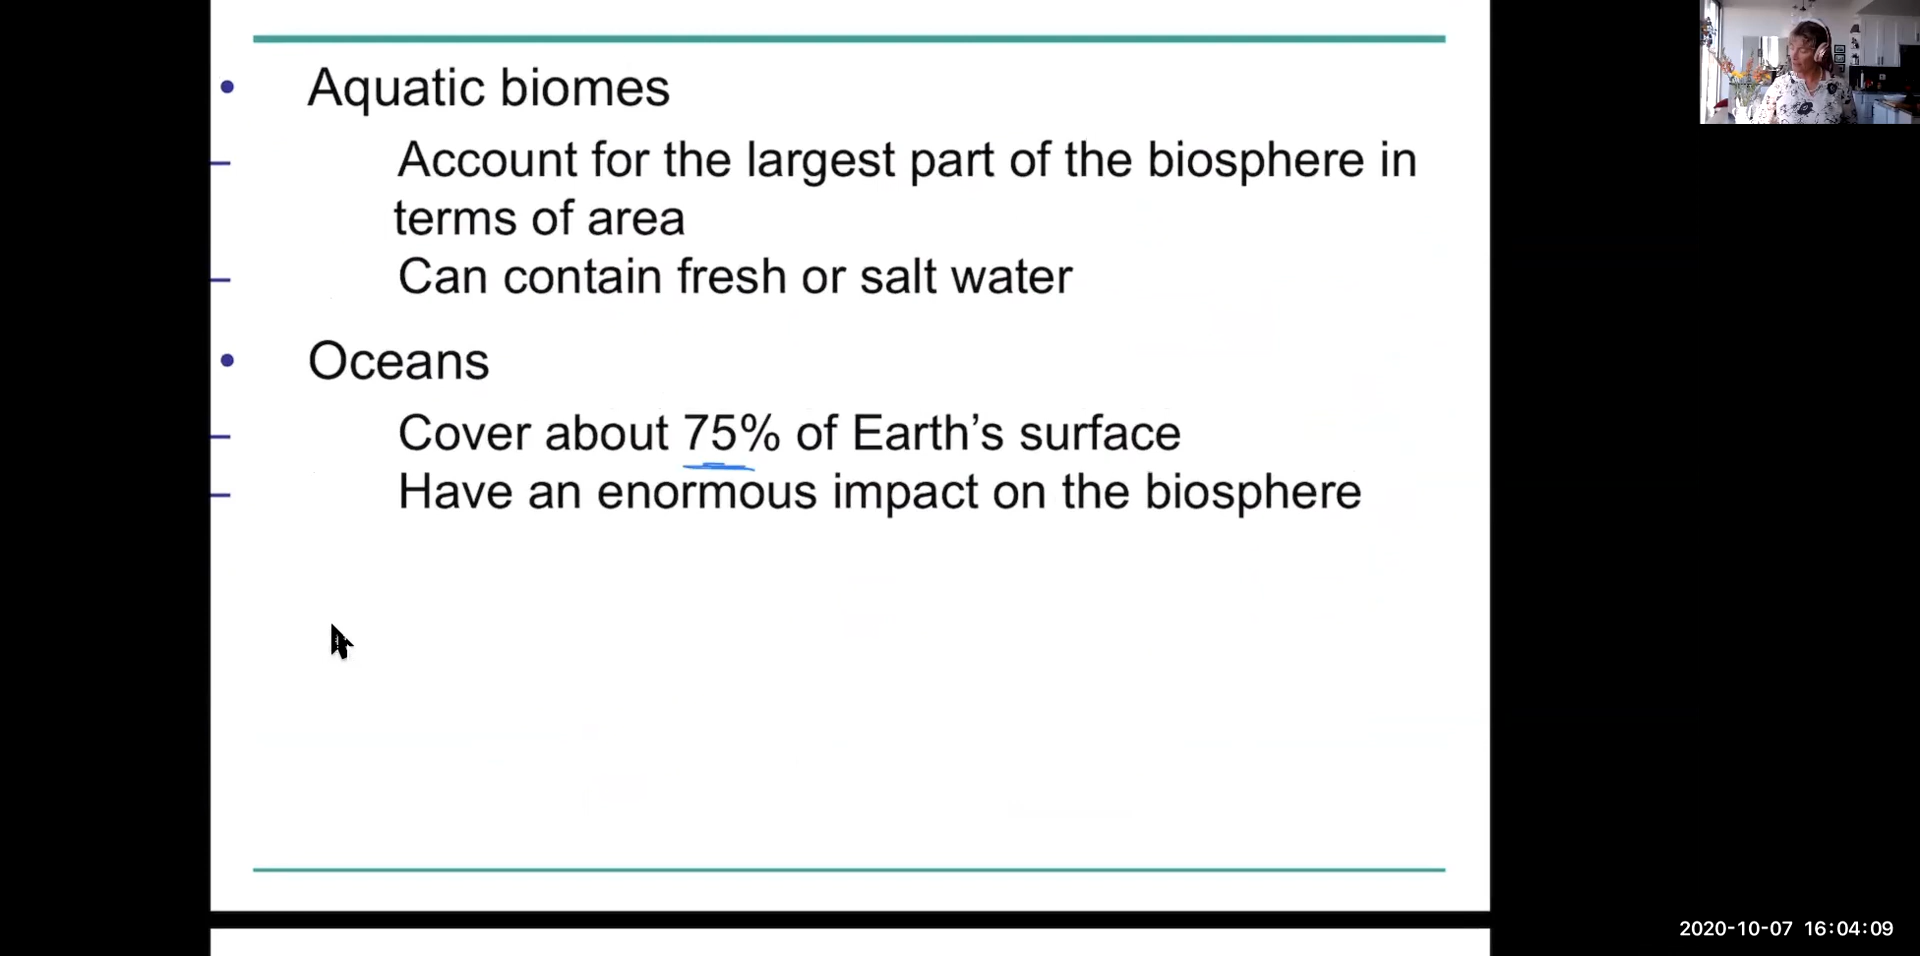 • Aquatic biomes
– Account for the largest part of the biosphere in
terms of area
– Can contain fresh or salt water
• Oceans
– Cover about 75% of Earth’s surface
– Have an enormous impact on the biosphere
2020-10-07 16:04:09